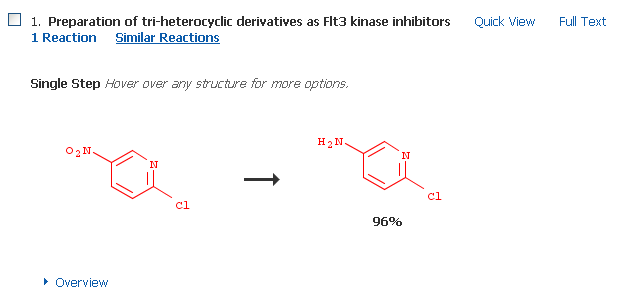 1. Preparation of tri-heterocyclic derivatives as Flt3 kinase inhibitors Quick View Full Text
1 Reaction Similar Reactions
Single Step Hover over any structure for more options.
O2N N Cl
H2N N Cl
96%
Overview